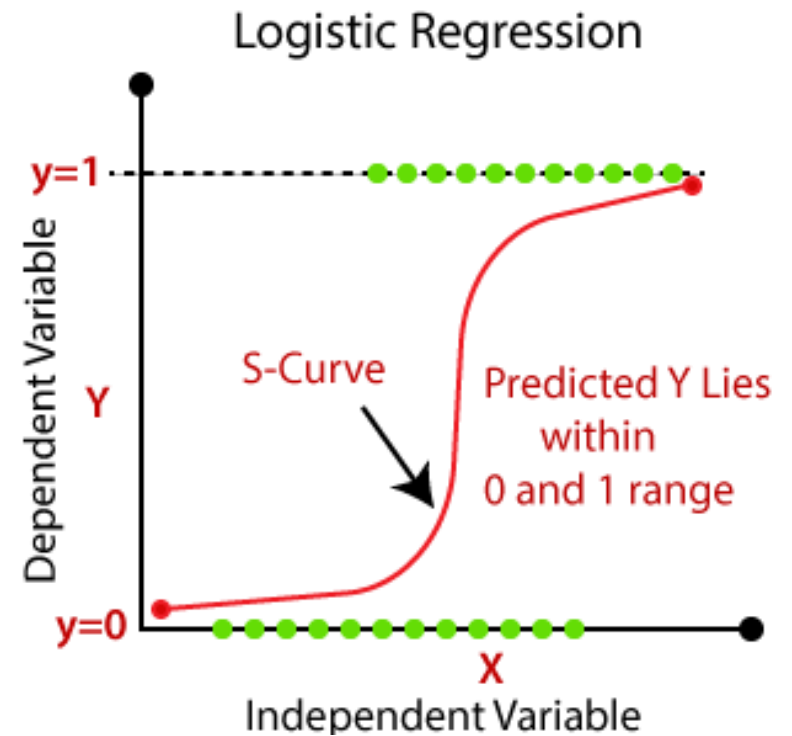 Logistic Regression
y=1
Dependent Variable
Y
S-Curve
Predicted Y Lies
within
0 and 1 range
y=0
X
Independent Variable